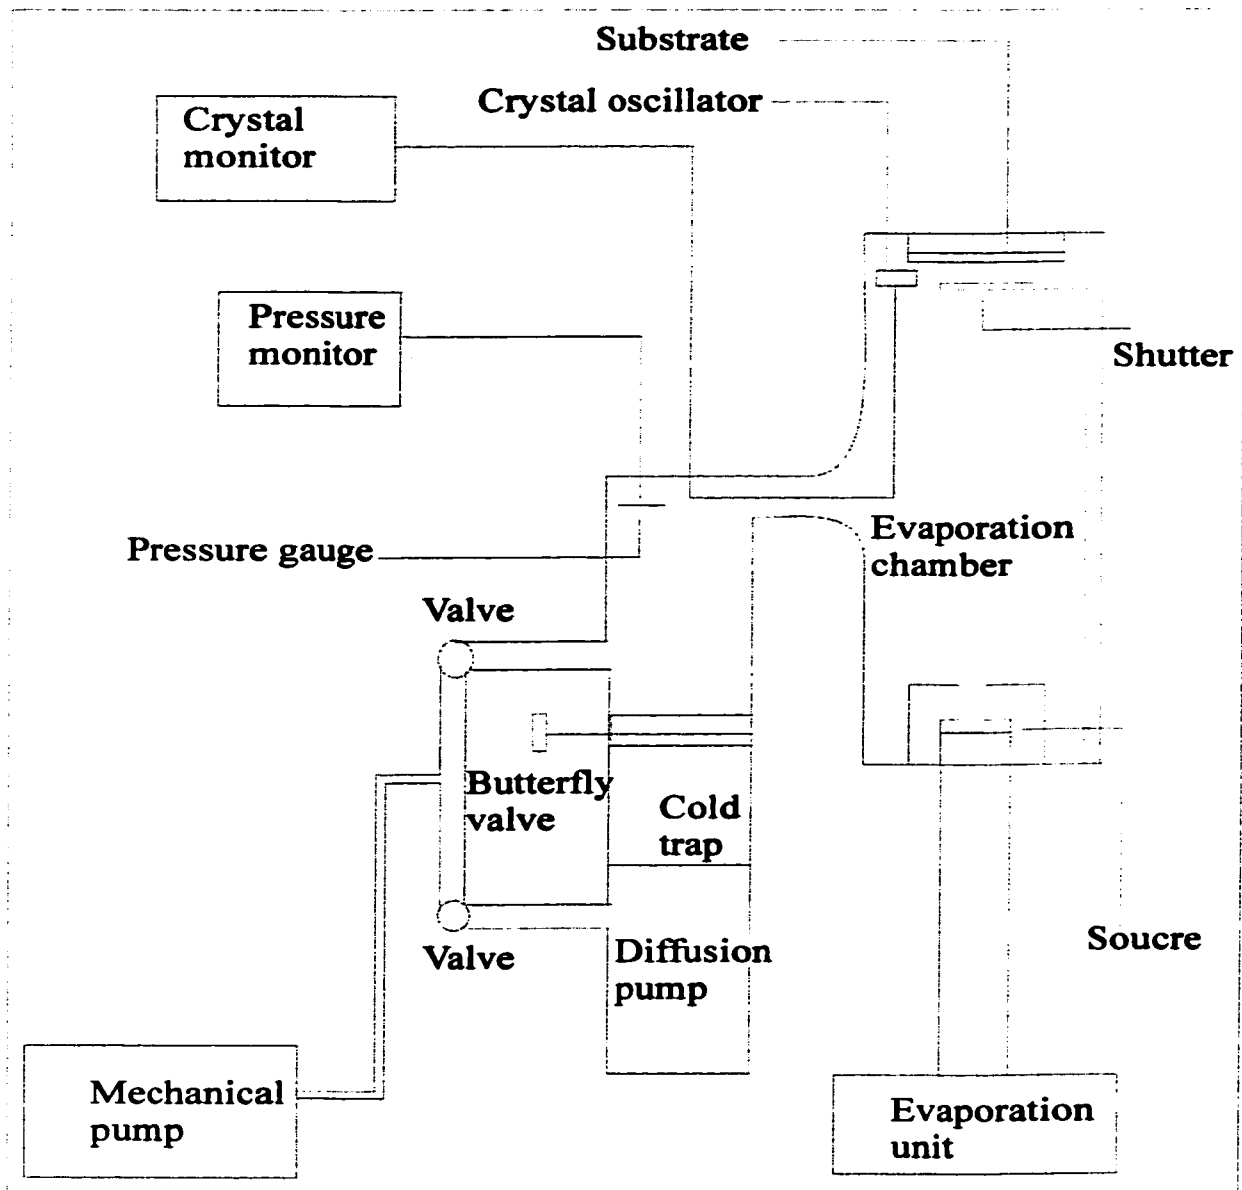 Substrate
Crystal oscillator
Crystal
monitor
Pressure
monitor
Shutter
Pressure gauge
Evaporation
chamber
Valve
Butterfly
valve
Cold
trap
Soucre
Valve
Diffusion
pump
Mechanical
pump
Evaporation
unit